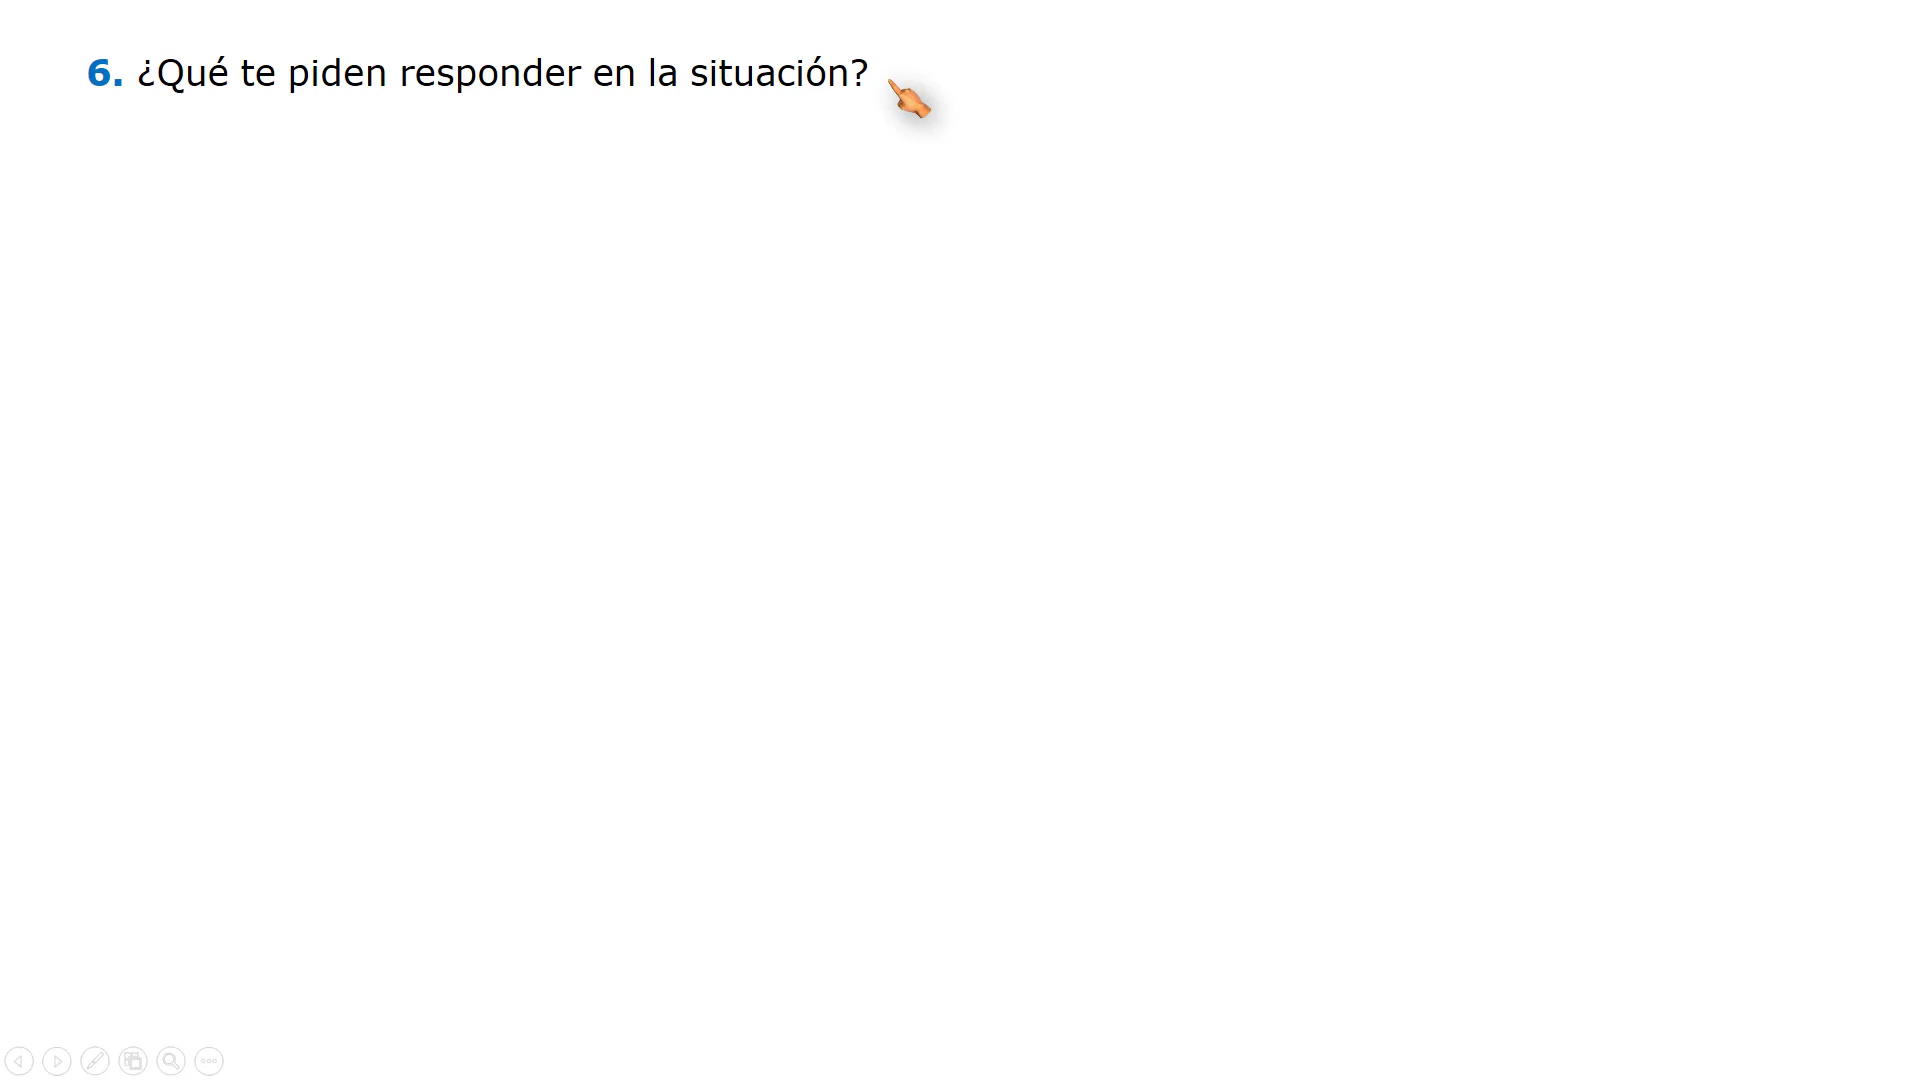 6. ¿Qué te piden responder en la situación?